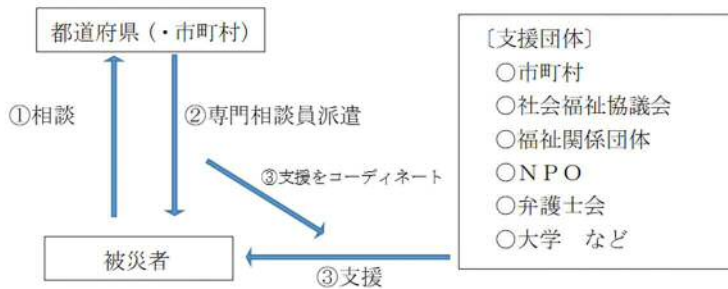 都道府県（・市町村）
①相談
②専門相談員派遣
③支援をコーディネート
被災者
③支援
〔支援団体〕
○市町村
○社会福祉協議会
○福祉関係団体
○ＮＰＯ
○弁護士会
○大学　など